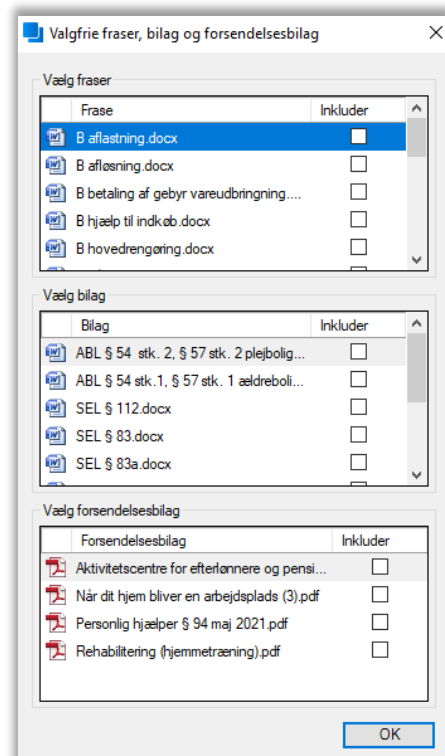 Valgfrie fraser, bilag og forsendelsesbilag
Vælg fraser
Frase Inkluder
B aflastning.docx
B afløsning.docx
B betaling af gebyr vareudbringning....
B hjælp til indkøb.docx
B hovedrengøring.docx
Vælg bilag
Bilag Inkluder
ABL § 54 stk. 2, § 57 stk. 2 plejbolig...
ABL § 54 stk.1, § 57 stk. 1 ældreboli...
SEL § 112.docx
SEL § 83.docx
SEL § 83a.docx
Vælg forsendelsesbilag
Forsendelsesbilag Inkluder
Aktivitetscentre for efterlønnere og pensi...
Når dit hjem bliver en arbejdsplads (3).pdf
Personlig hjælper § 94 maj 2021.pdf
Rehabilitering (hjemmetræning).pdf
OK